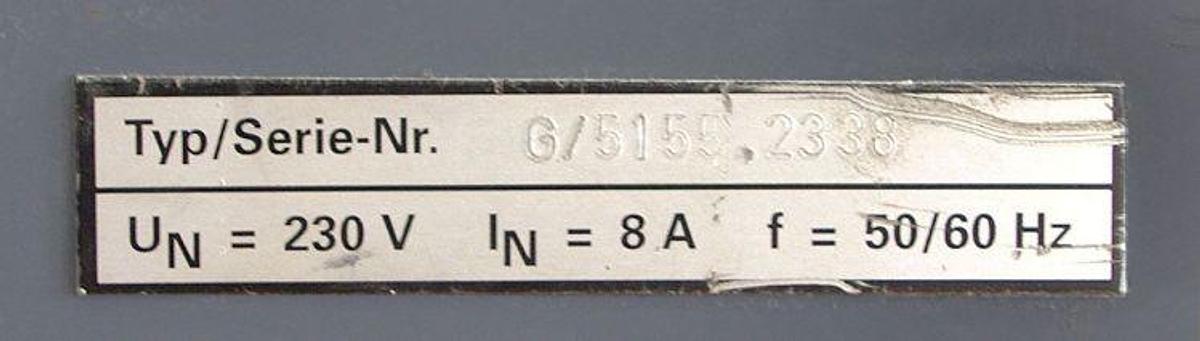 Typ/Serie-Nr. G/5155.2338
UN = 230 V IN = 8 A f = 50/60 Hz